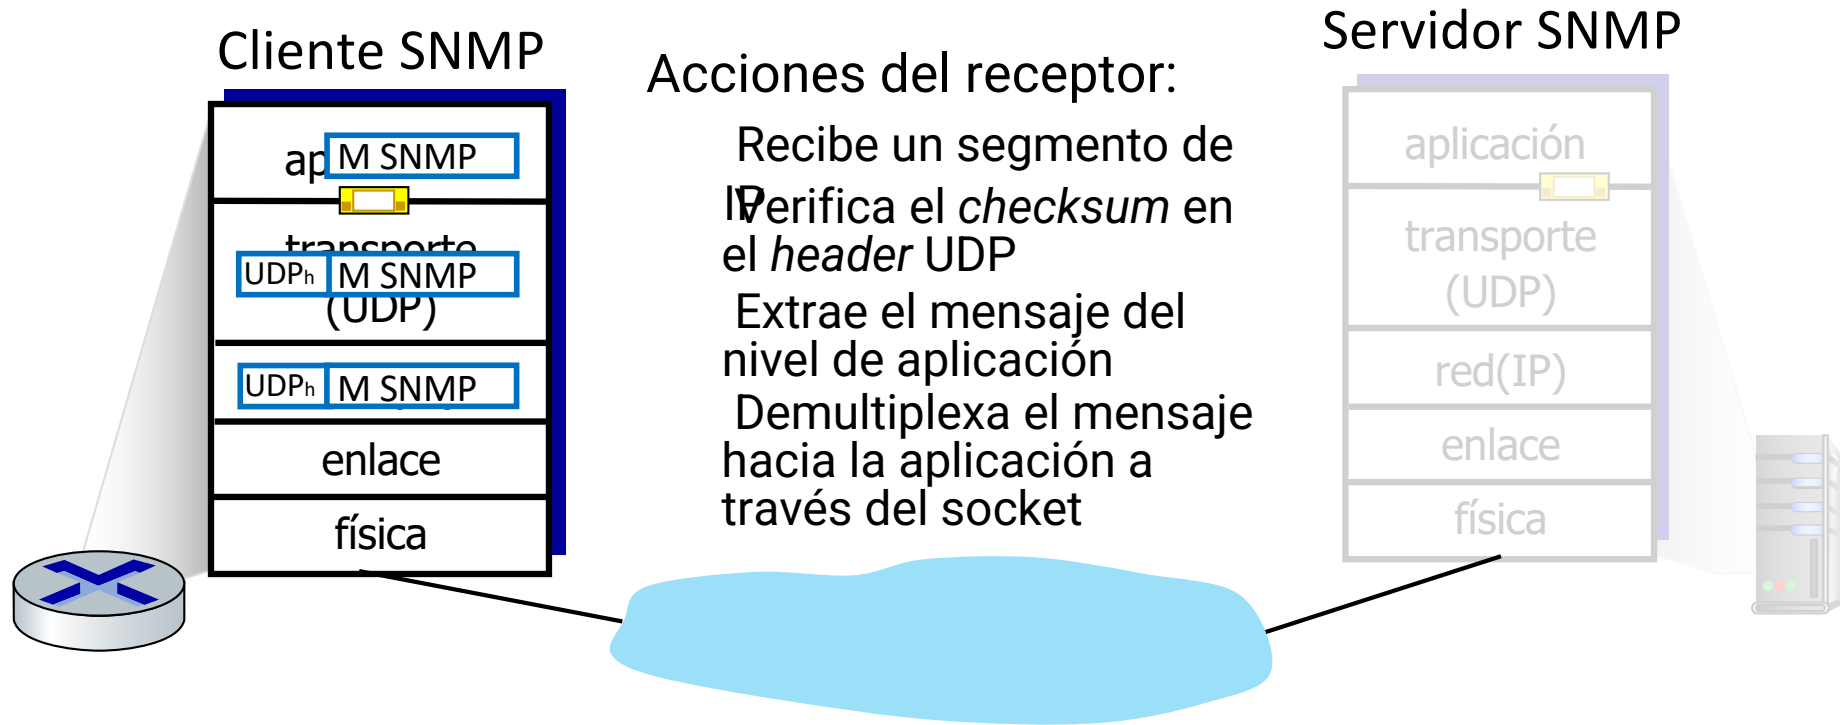 Cliente SNMP
M SNMP
transporte
UDPh M SNMP
(UDP)
UDPh M SNMP
enlace
física
Acciones del receptor:
Recibe un segmento de
IP
Verifica el checksum en
el header UDP
Extrae el mensaje del
nivel de aplicación
Demultiplexa el mensaje
hacia la aplicación a
través del socket
Servidor SNMP
aplicación
transporte
(UDP)
red(IP)
enlace
física